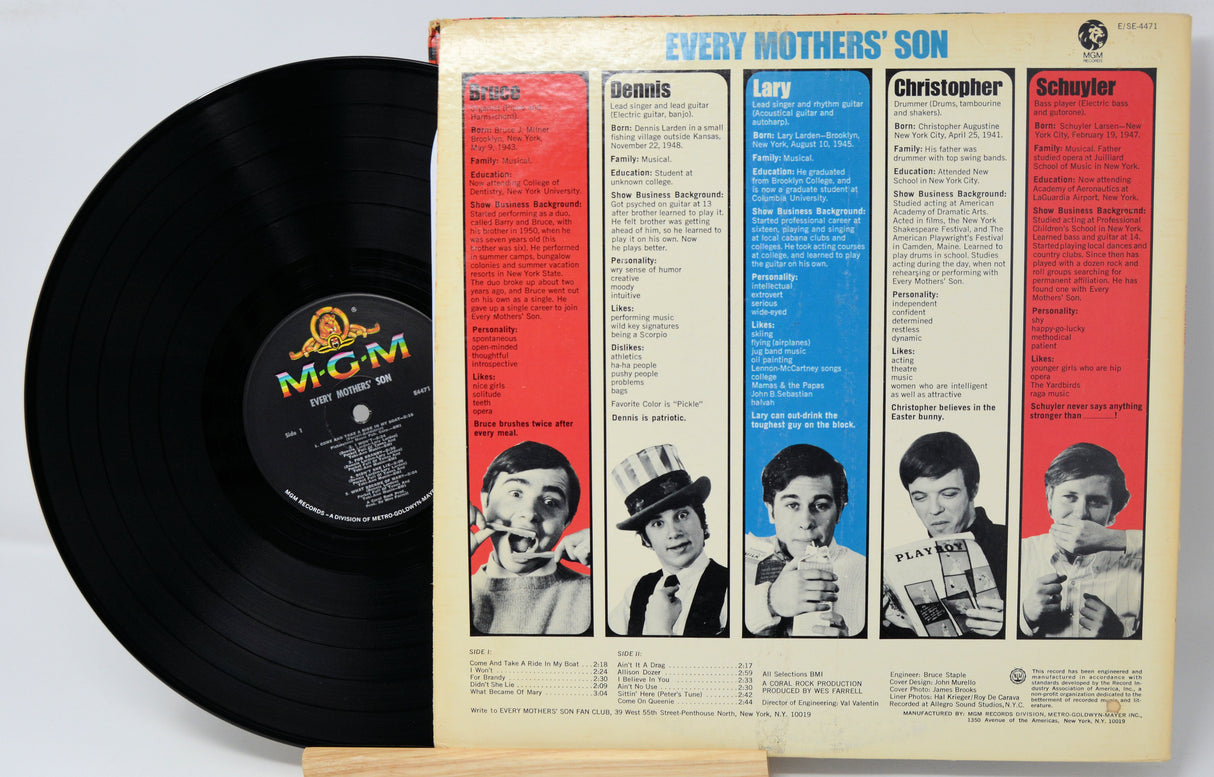 EVERY MOTHERS' SON
E/SE-4471
MGM
RECORDS
Bruce
Harpsichord).
Born: Bruce J. Milner
Brooklyn, New York,
May 9, 1943.
Family: Musical.
Education:
Now attending College of
Dentistry, New York University.
Show Business Background:
Started performing as a duo,
called Barry and Bruce, with
his brother in 1950, when he
was seven years old (his
brother was six). He performed
in summer camps, bungalow
colonies and summer vacation
resorts in New York State.
The duo broke up about two
years ago, and Bruce went out
on his own as a single. He
gave up a single career to join
Every Mothers' Son.
Personality:
spontaneous
open-minded
thoughtful
introspective
Likes:
nice girls
solitude
teeth
opera
Bruce brushes twice after
every meal.
Dennis
Lead singer and lead guitar
(Electric guitar, banjo).
Born: Dennis Larden in a small
fishing village outside Kansas,
November 22, 1948.
Family: Musical.
Education: Student at
unknown college.
Show Business Background:
Got psyched on guitar at 13
after brother learned to play it.
He felt brother was getting
ahead of him, so he learned to
play it on his own. Now
he plays better.
Personality:
wry sense of humor
creative
moody
intuitive
Likes:
performing music
wild key signatures
being a Scorpio
Dislikes:
athletics
ha-ha people
pushy people
problems
bags
Favorite Color is "Pickle"
Dennis is patriotic.
Lary
Lead singer and rhythm guitar
(Acoustical guitar and
autoharp).
Born: Lary Larden—Brooklyn,
New York, August 10, 1945.
Family: Musical.
Education: He graduated
from Brooklyn College, and
is now a graduate student at
Columbia University.
Show Business Background:
Started professional career at
sixteen, playing and singing
at local cabana clubs and
colleges. He took acting courses
at college, and learned to play
the guitar on his own.
Personality:
intellectual
extrovert
serious
wide-eyed
Likes:
skiing
flying (airplanes)
jug band music
oil painting
Lennon-McCartney songs
college
Mamas & the Papas
John B. Sebastian
halvah
Lary can out-drink the
toughest guy on the block.
Christopher
Drummer (Drums, tambourine
and shakers).
Born: Christopher Augustine
New York City, April 25, 1941.
Family: His father was
drummer with top swing bands.
Education: Attended New
School in New York City.
Show Business Background:
Studied acting at American
Academy of Dramatic Arts.
Acted in films, the New York
Shakespeare Festival, and The
American Playwright's Festival
in Camden, Maine. Learned to
play drums in school. Studies
acting during the day, when not
rehearsing or performing with
Every Mothers' Son.
Personality:
independent
confident
determined
restless
dynamic
Likes:
acting
theatre
music
women who are intelligent
as well as attractive
Christopher believes in the
Easter bunny.
PLAYBOY
Schuyler
Bass player (Electric bass
and gutorone).
Born: Schuyler Larsen—New
York City, February 19, 1947.
Family: Musical. Father
studied opera at Juilliard
School of Music in New York.
Education: Now attending
Academy of Aeronautics at
LaGuardia Airport, New York.
Show Business Background:
Studied acting at Professional
Children's School in New York.
Learned bass and guitar at 14.
Started playing local dances and
country clubs. Since then has
played with a dozen rock and
roll groups searching for
permanent affiliation. He has
found one with Every
Mothers' Son.
Personality:
shy
happy-go-lucky
methodical
patient
Likes:
younger girls who are hip
opera
The Yardbirds
raga music
Schuyler never says anything
stronger than ________!
M·G·M
®
EVERY MOTHERS' SON
Side 1
MGM RECORDS – A DIVISION OF METRO-GOLDWYN-MAYER
SIDE I:
Come And Take A Ride In My Boat ...2:18
I Won't ...2:24
For Brandy ...2:30
Didn't She Lie ...2:09
What Became Of Mary ...3:04
SIDE II:
Ain't It A Drag ...2:17
Allison Dozer ...2:59
I Believe In You ...2:33
Ain't No Use ...2:30
Sittin' Here (Peter's Tune) ...2:42
Come On Queenie ...2:44
All Selections BMI
A CORAL ROCK PRODUCTION
PRODUCED BY WES FARRELL
Director of Engineering: Val Valentin
Engineer: Bruce Staple
Cover Design: John Murello
Cover Photo: James Brooks
Liner Photos: Hal Krieger/Roy De Carava
Recorded at Allegro Sound Studios, N.Y.C.
This record has been engineered and
manufactured in accordance with
standards developed by the Record In-
dustry Association of America, Inc., a
non-profit organization dedicated to the
betterment of recorded music and lit-
erature.
Write to EVERY MOTHERS' SON FAN CLUB, 39 West 55th Street-Penthouse North, New York, N.Y. 10019
MANUFACTURED BY: MGM RECORDS DIVISION, METRO-GOLDWYN-MAYER INC.,
1350 Avenue of the Americas, New York, N.Y. 10019